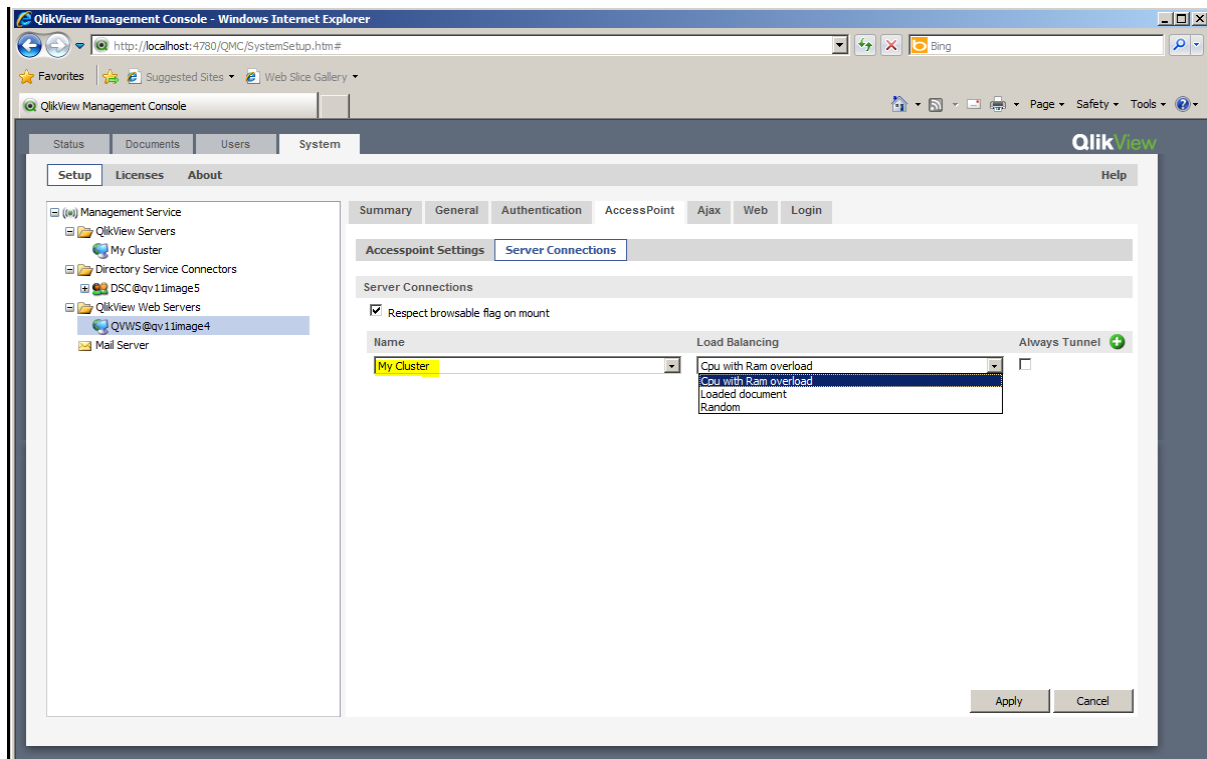 QlikView Management Console - Windows Internet Explorer
http://localhost:4780/QMC/SystemSetup.htm#
Bing
Favorites Suggested Sites Web Slice Gallery
QlikView Management Console Page Safety Tools
Status Documents Users System QlikView
Setup Licenses About Help
Management Service
QlikView Servers
My Cluster
Directory Service Connectors
DSC@qv11image5
QlikView Web Servers
QVWS@qv11image4
Mail Server
Summary General Authentication AccessPoint Ajax Web Login
Accesspoint Settings Server Connections
Server Connections
Respect browsable flag on mount
Name Load Balancing Always Tunnel
My Cluster Cpu with Ram overload
Cpu with Ram overload
Loaded document
Random
Apply Cancel